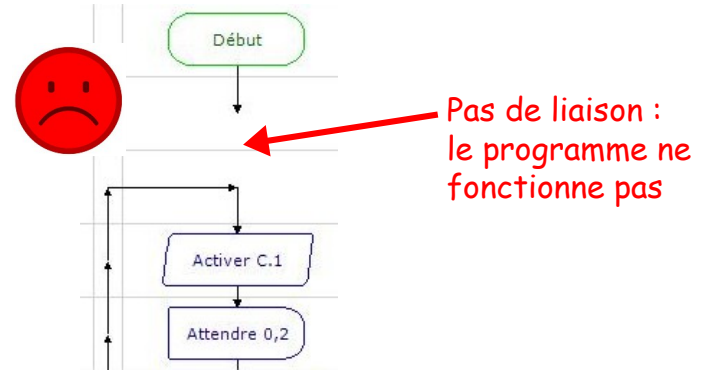 Début
Pas de liaison :
le programme ne
fonctionne pas
Activer C.1
Attendre 0,2